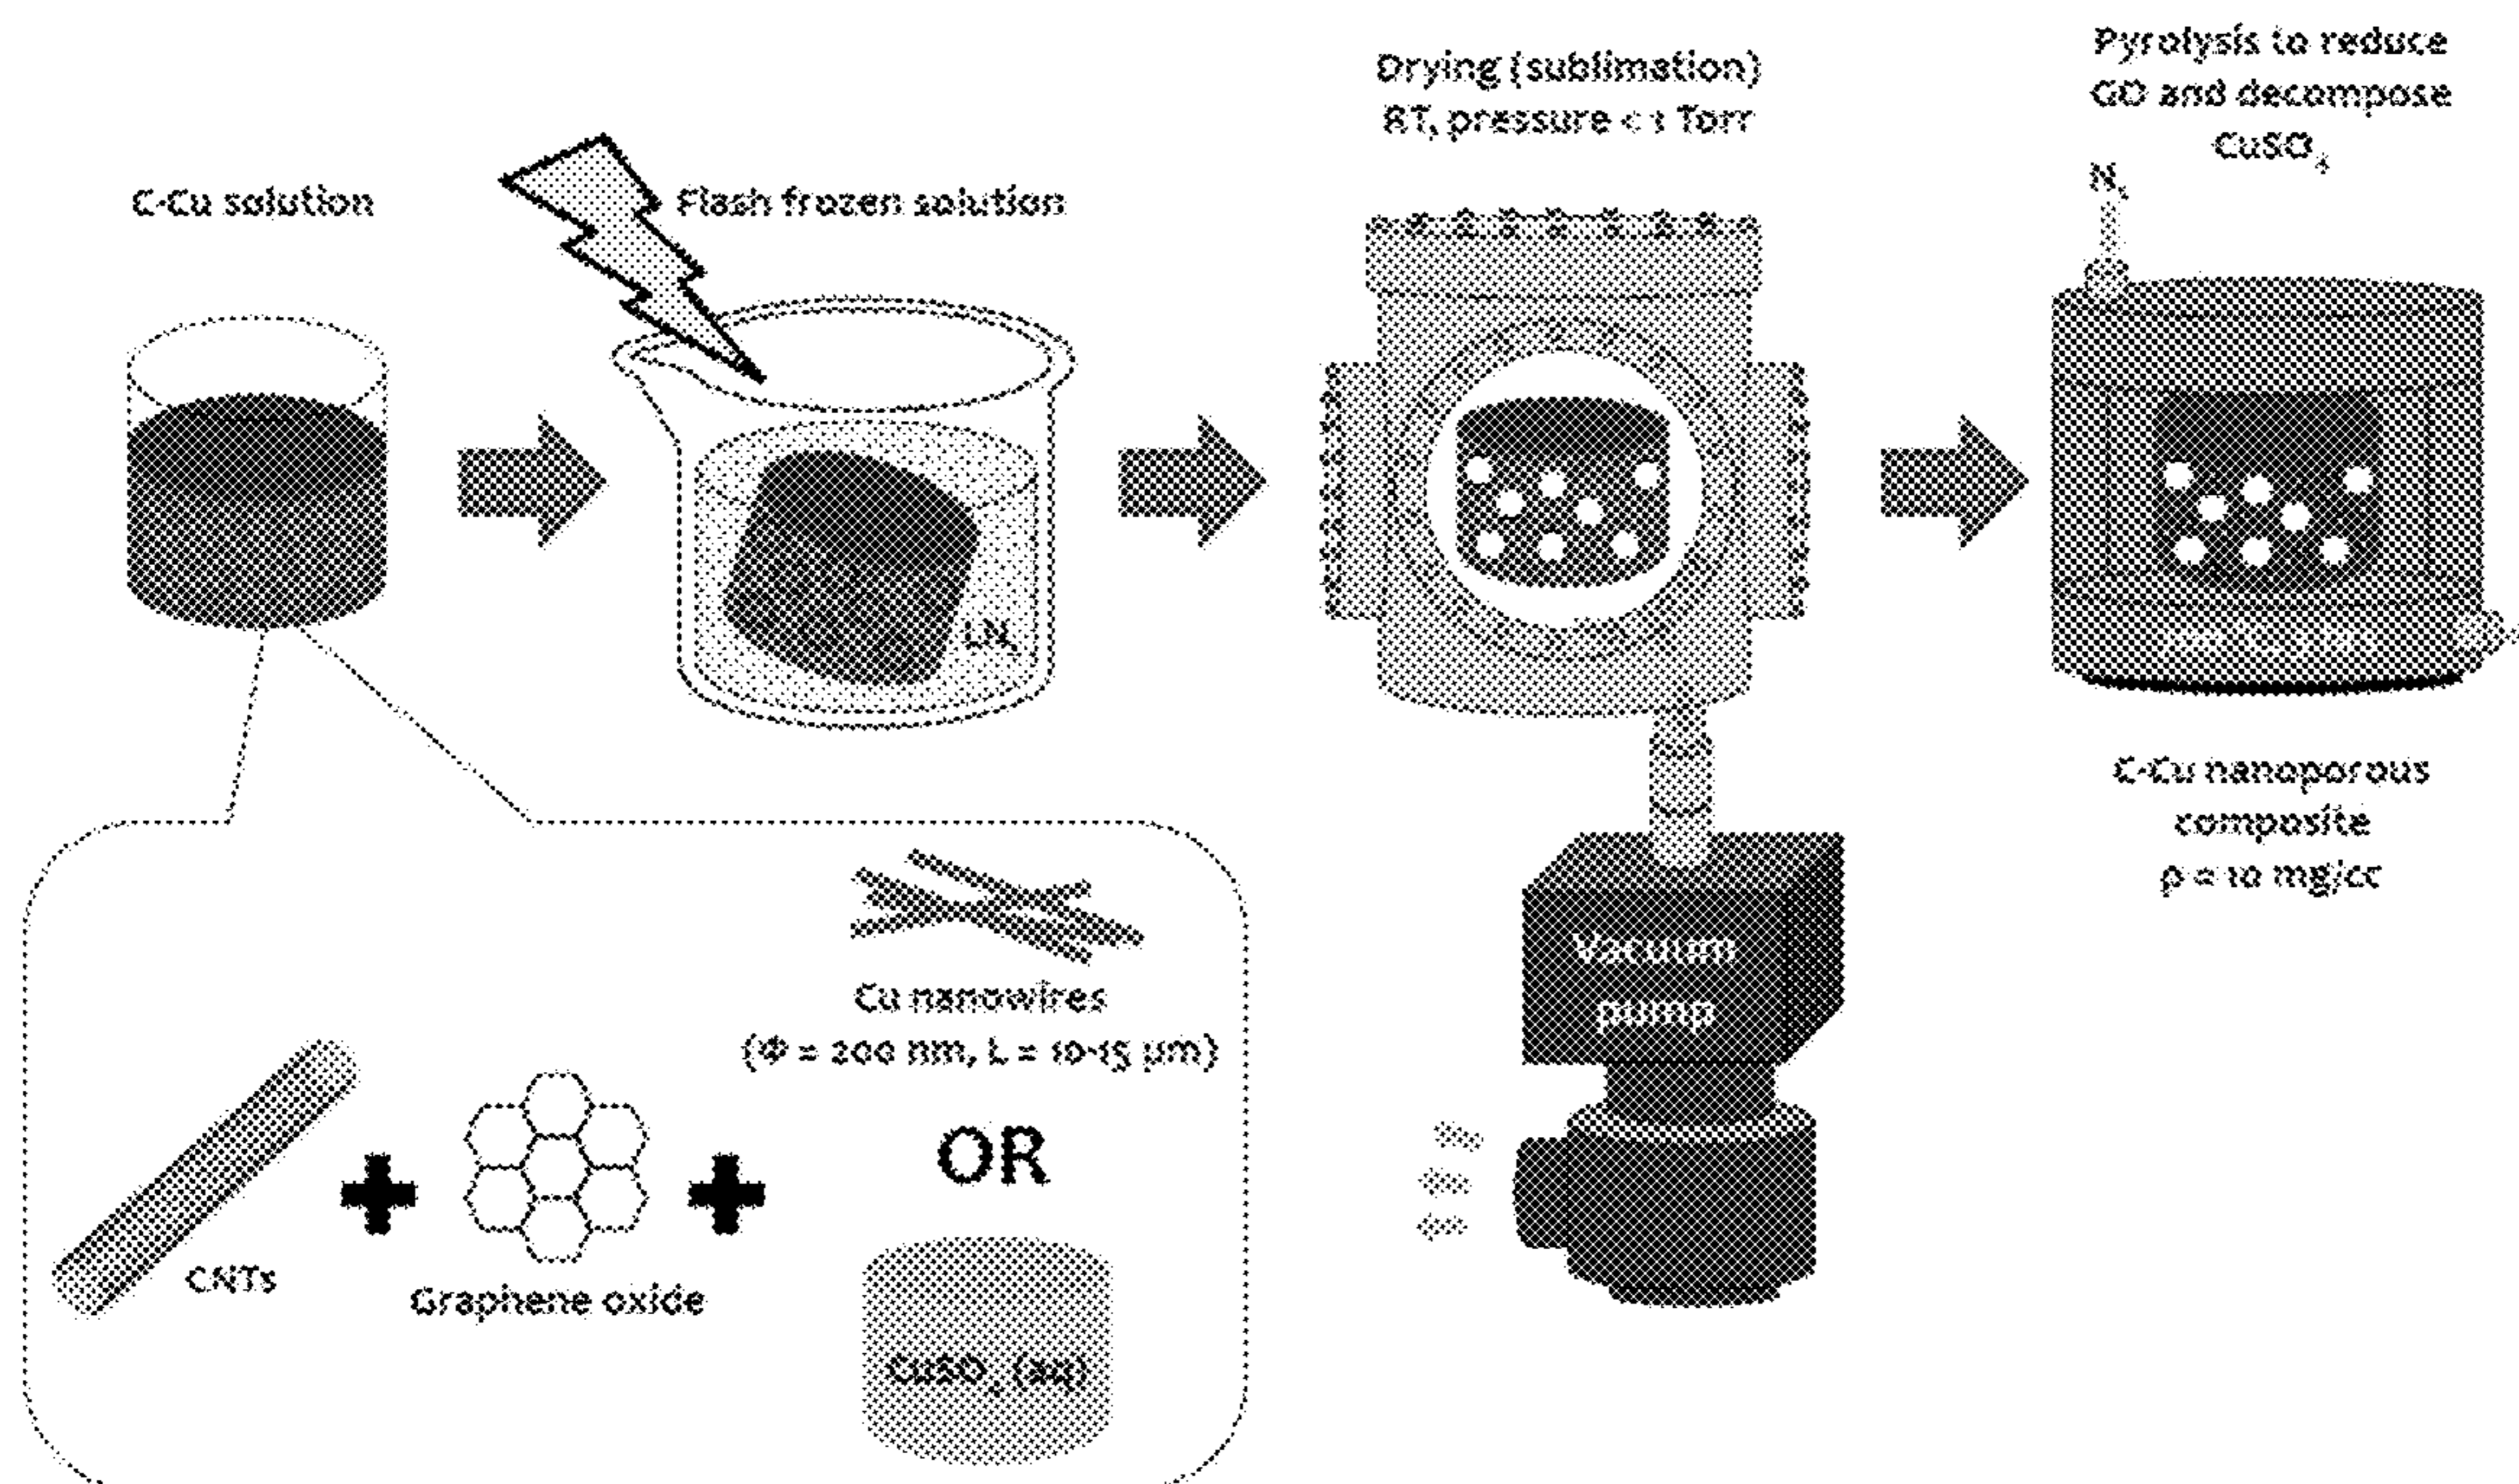 C-Cu solution
Flash frozen solution
LN₂
Drying (sublimation)
RT, pressure < 1 Torr
Pyrolysis to reduce
GO and decompose
CuSO₄
N₂
C-Cu nanoporous
composite
Vacuum
pump
Cu nanowires
(Φ = 200 nm, L = 10-15 µm)
OR
CuSO₄ (aq)
CNTs
Graphene oxide
ρ = 10 mg/cc